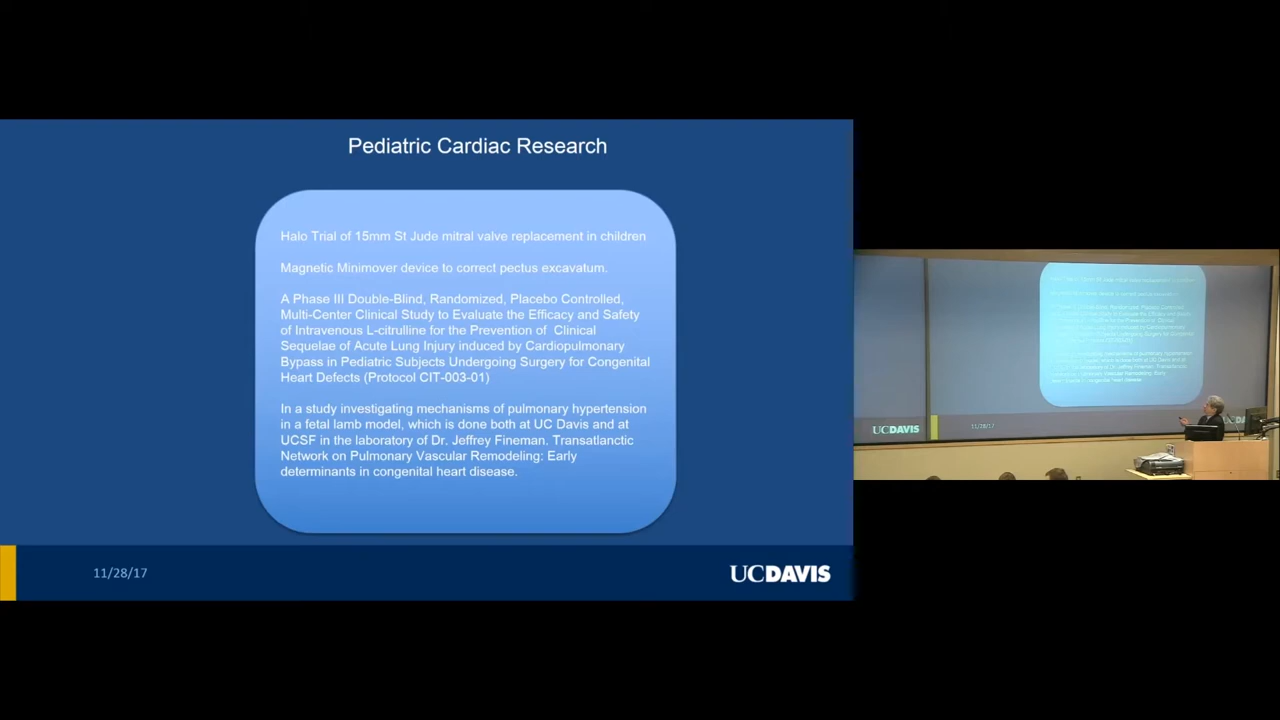 Pediatric Cardiac Research
Halo Trial of 15mm St Jude mitral valve replacement in children
Magnetic Minimover device to correct pectus excavatum.
A Phase III Double-Blind, Randomized, Placebo Controlled,
Multi-Center Clinical Study to Evaluate the Efficacy and Safety
of Intravenous L-citrulline for the Prevention of Clinical
Sequelae of Acute Lung Injury induced by Cardiopulmonary
Bypass in Pediatric Subjects Undergoing Surgery for Congenital
Heart Defects (Protocol CIT-003-01)
In a study investigating mechanisms of pulmonary hypertension
in a fetal lamb model, which is done both at UC Davis and at
UCSF in the laboratory of Dr. Jeffrey Fineman. Transatlanctic
Network on Pulmonary Vascular Remodeling: Early
determinants in congenital heart disease.
11/28/17
UCDAVIS
UCDAVIS
11/28/17